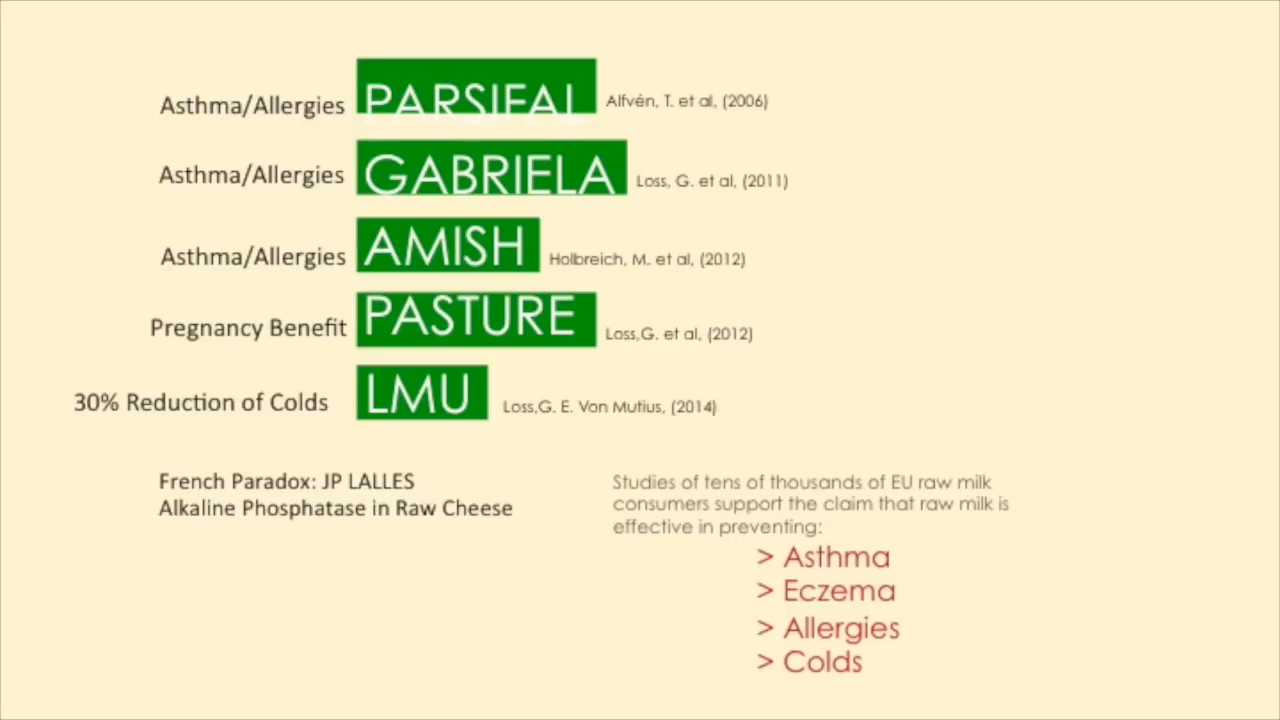 Asthma/Allergies PARSIFAL Alfvén, T. et al, (2006)
Asthma/Allergies GABRIELA Loss, G. et al, (2011)
Asthma/Allergies AMISH Holbreich, M. et al, (2012)
Pregnancy Benefit PASTURE Loss,G. et al, (2012)
30% Reduction of Colds LMU Loss,G. E. Von Mutius, (2014)
French Paradox: JP LALLES
Alkaline Phosphatase in Raw Cheese
Studies of tens of thousands of EU raw milk
consumers support the claim that raw milk is
effective in preventing:
> Asthma
> Eczema
> Allergies
> Colds